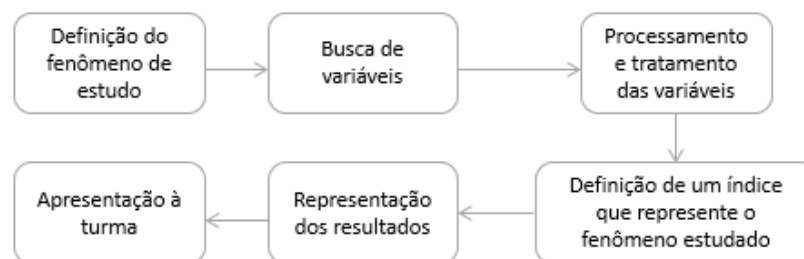 Definição do
fenômeno de
estudo
Busca de
variáveis
Processamento
e tratamento
das variáveis
Definição de um índice
que represente o
fenômeno estudado
Representação
dos resultados
Apresentação à
turma